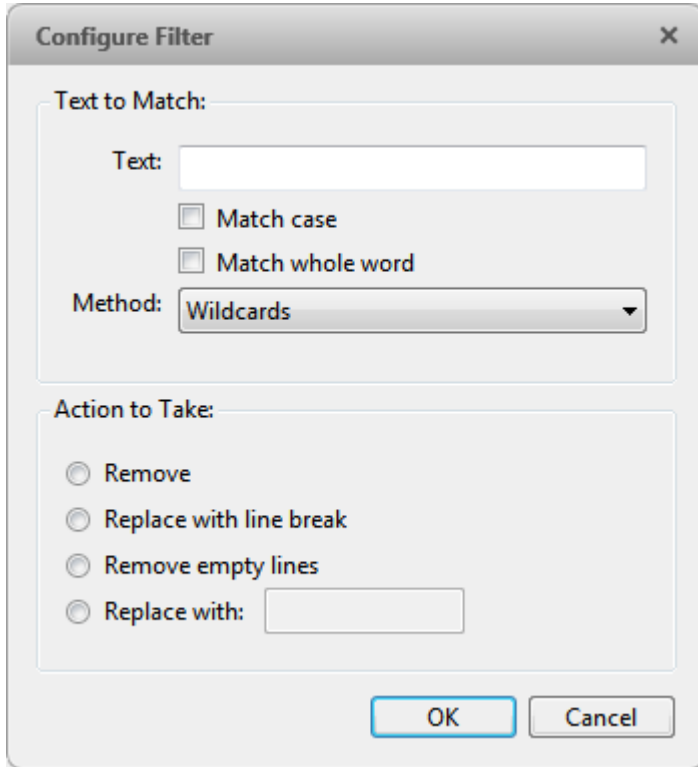 Configure Filter
Text to Match:
Text:
Match case
Match whole word
Method: Wildcards
Action to Take:
Remove
Replace with line break
Remove empty lines
Replace with:
OK Cancel